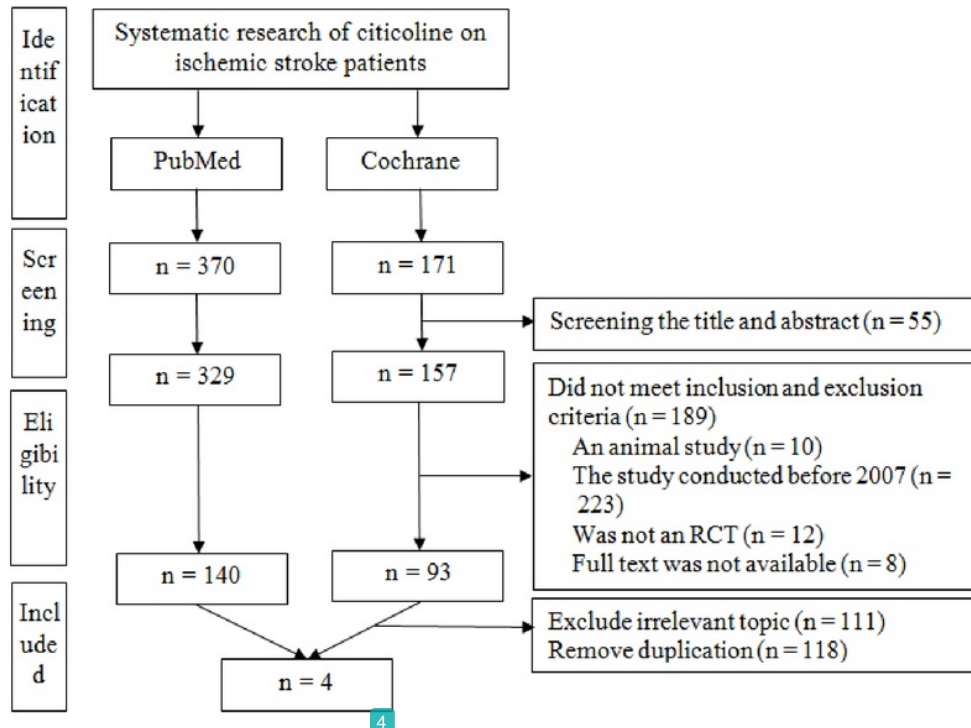 Ide
ntif
icat
ion
Systematic research of citicoline on
ischemic stroke patients
PubMed
Cochrane
Scr
een
ing
n = 370
n = 171
Screening the title and abstract (n = 55)
n = 329
n = 157
Eli
gibi
lity
Did not meet inclusion and exclusion
criteria (n = 189)
An animal study (n = 10)
The study conducted before 2007 (n =
223)
Was not an RCT (n = 12)
Full text was not available (n = 8)
n = 140
n = 93
Incl
ude
d
Exclude irrelevant topic (n = 111)
Remove duplication (n = 118)
n = 4
4